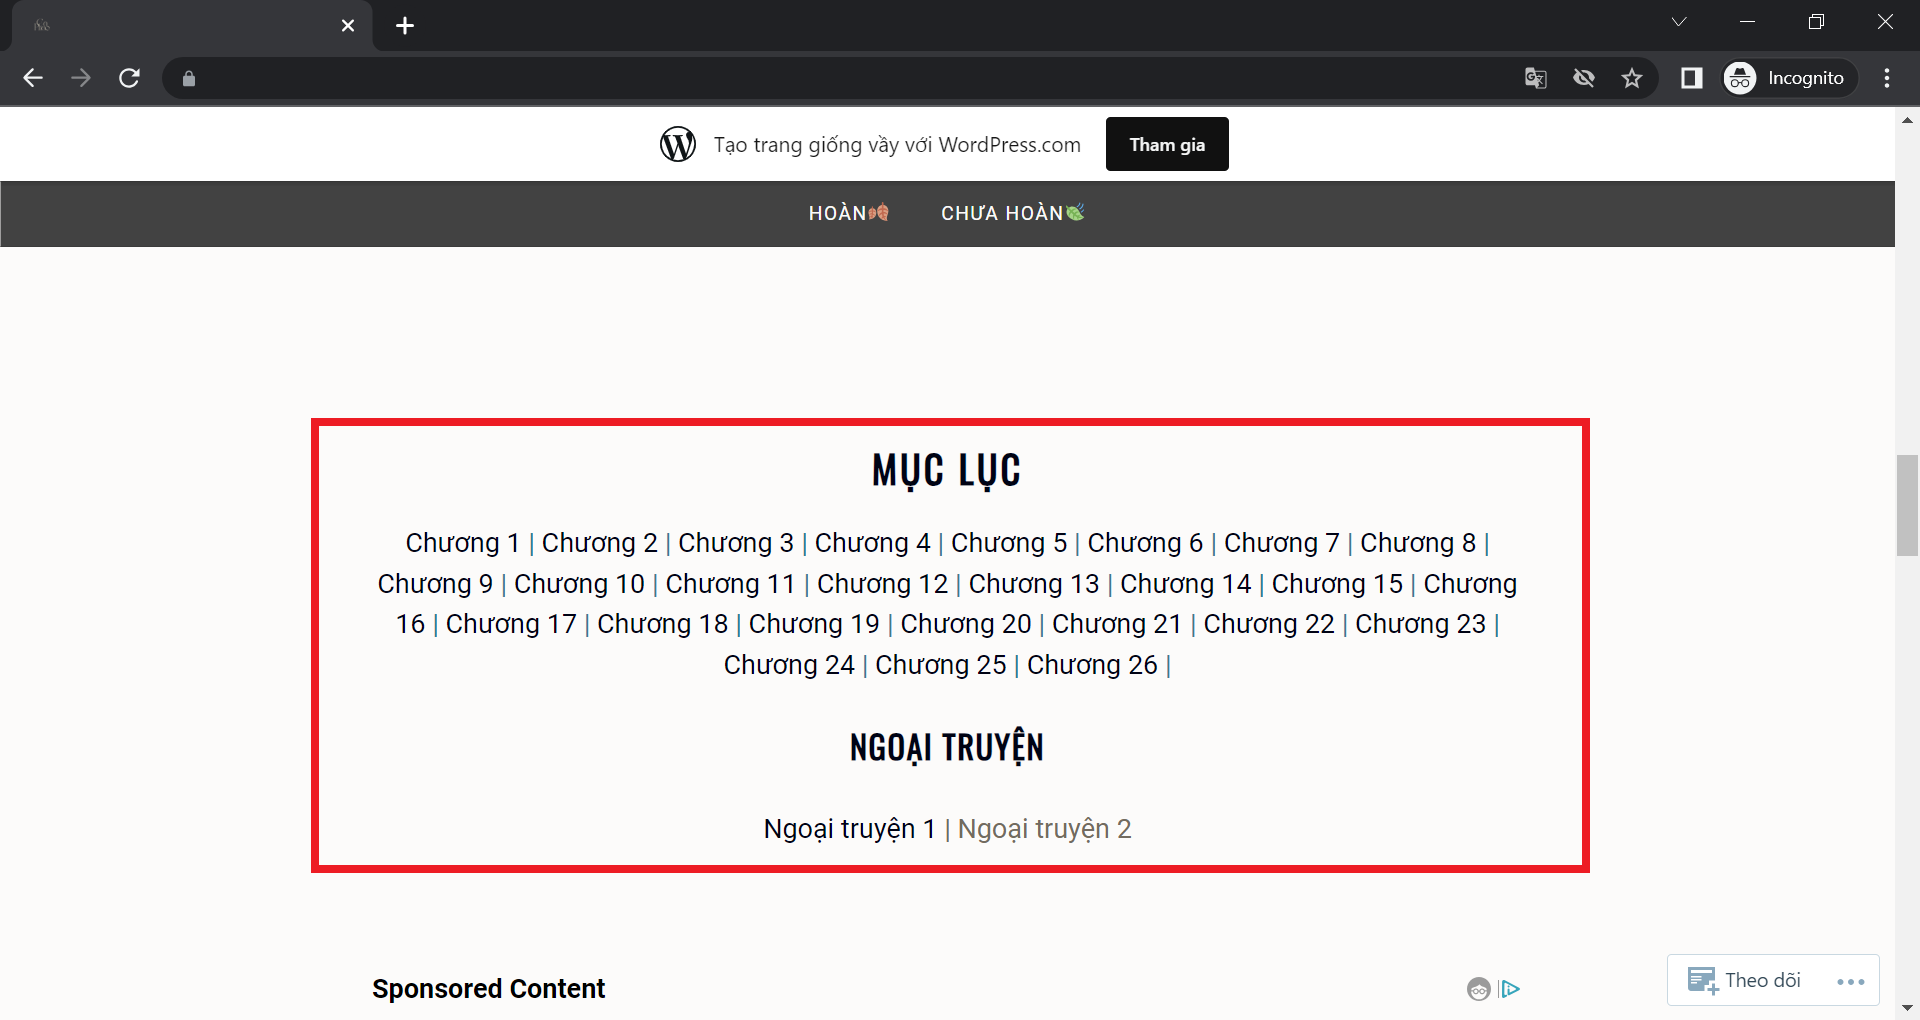 Incognito
Tạo trang giống vầy với WordPress.com Tham gia
HOÀN🍂 CHƯA HOÀN🍃
MỤC LỤC
Chương 1 | Chương 2 | Chương 3 | Chương 4 | Chương 5 | Chương 6 | Chương 7 | Chương 8 |
Chương 9 | Chương 10 | Chương 11 | Chương 12 | Chương 13 | Chương 14 | Chương 15 | Chương
16 | Chương 17 | Chương 18 | Chương 19 | Chương 20 | Chương 21 | Chương 22 | Chương 23 |
Chương 24 | Chương 25 | Chương 26 |
NGOẠI TRUYỆN
Ngoại truyện 1 | Ngoại truyện 2
Sponsored Content
Theo dõi